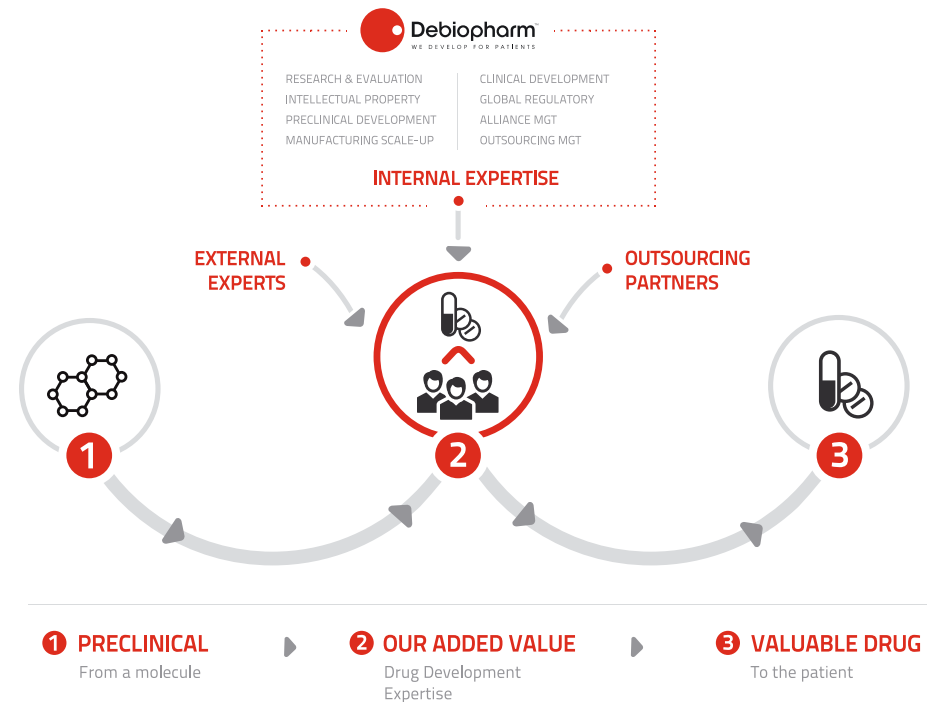 Debiopharm™
WE DEVELOP FOR PATIENTS
RESEARCH & EVALUATION
INTELLECTUAL PROPERTY
PRECLINICAL DEVELOPMENT
MANUFACTURING SCALE-UP
CLINICAL DEVELOPMENT
GLOBAL REGULATORY
ALLIANCE MGT
OUTSOURCING MGT
INTERNAL EXPERTISE
EXTERNAL
EXPERTS
OUTSOURCING
PARTNERS
1
2
3
1 PRECLINICAL
From a molecule
2 OUR ADDED VALUE
Drug Development
Expertise
3 VALUABLE DRUG
To the patient